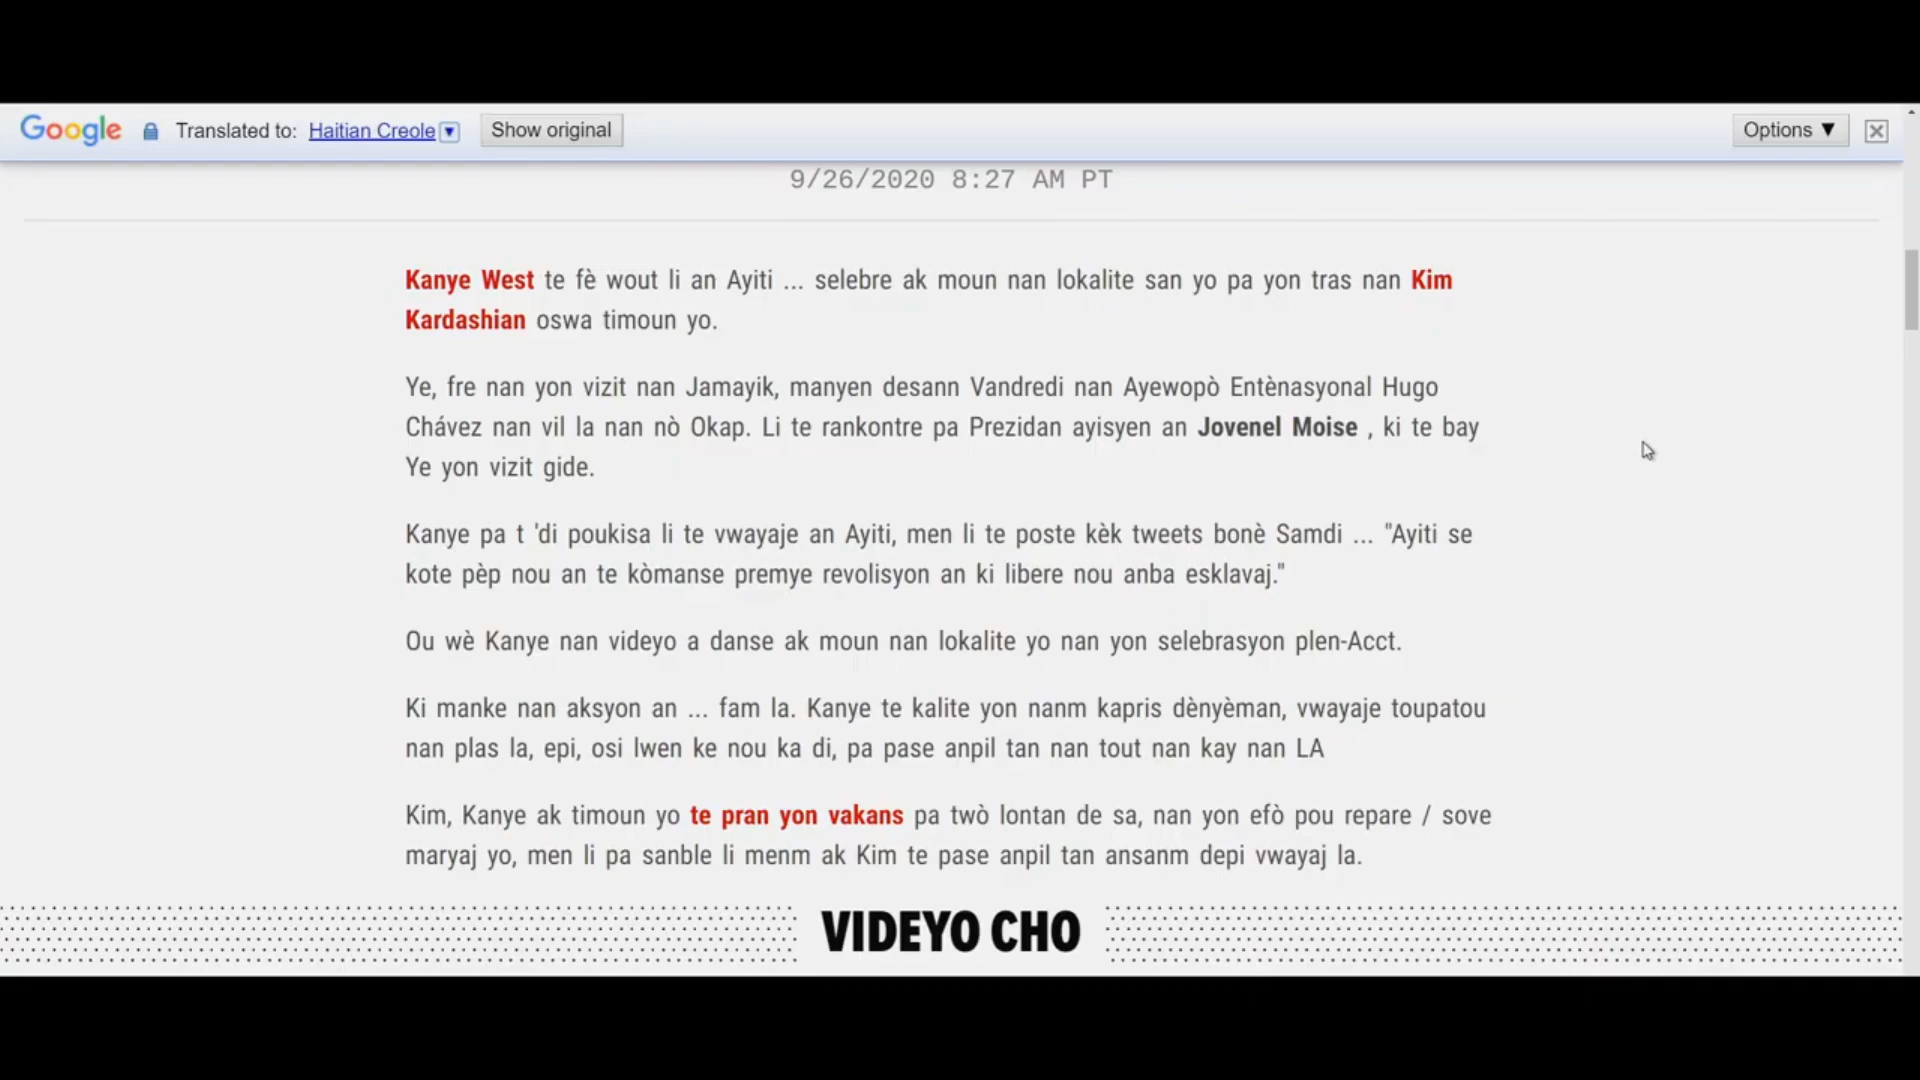 Google Translated to: Haitian Creole ▼ Show original Options ▼
9/26/2020 8:27 AM PT
Kanye West te fè wout li an Ayiti ... selebre ak moun nan lokalite san yo pa yon tras nan Kim
Kardashian oswa timoun yo.
Ye, fre nan yon vizit nan Jamayik, manyen desann Vandredi nan Ayewopò Entènasyonal Hugo
Chávez nan vil la nan nò Okap. Li te rankontre pa Prezidan ayisyen an Jovenel Moise , ki te bay
Ye yon vizit gide.
Kanye pa t 'di poukisa li te vwayaje an Ayiti, men li te poste kèk tweets bonè Samdi ... "Ayiti se
kote pèp nou an te kòmanse premye revolisyon an ki libere nou anba esklavaj."
Ou wè Kanye nan videyo a danse ak moun nan lokalite yo nan yon selebrasyon plen-Acct.
Ki manke nan aksyon an ... fam la. Kanye te kalite yon nanm kapris dènyèman, vwayaje toupatou
nan plas la, epi, osi lwen ke nou ka di, pa pase anpil tan nan tout nan kay nan LA
Kim, Kanye ak timoun yo te pran yon vakans pa twò lontan de sa, nan yon efò pou repare / sove
maryaj yo, men li pa sanble li menm ak Kim te pase anpil tan ansanm depi vwayaj la.
VIDEYO CHO